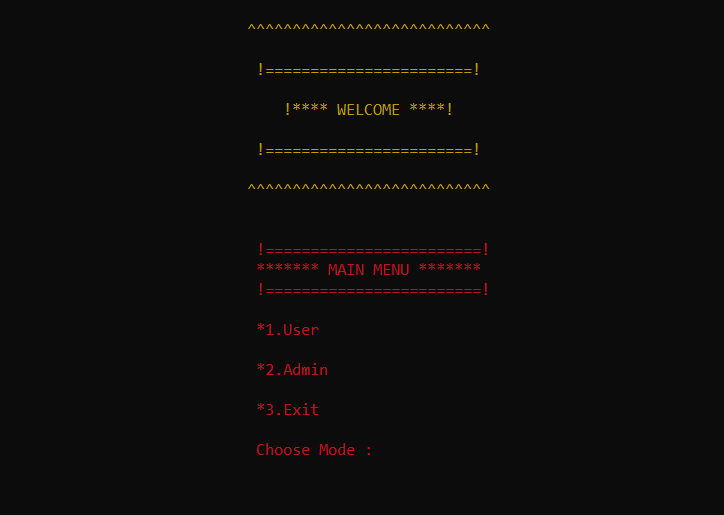 ^^^^^^^^^^^^^^^^^^^^^^^^^^^
!=======================!
!**** WELCOME ****!
!=======================!
^^^^^^^^^^^^^^^^^^^^^^^^^^^
!========================!
******* MAIN MENU *******
!========================!
*1.User
*2.Admin
*3.Exit
Choose Mode :